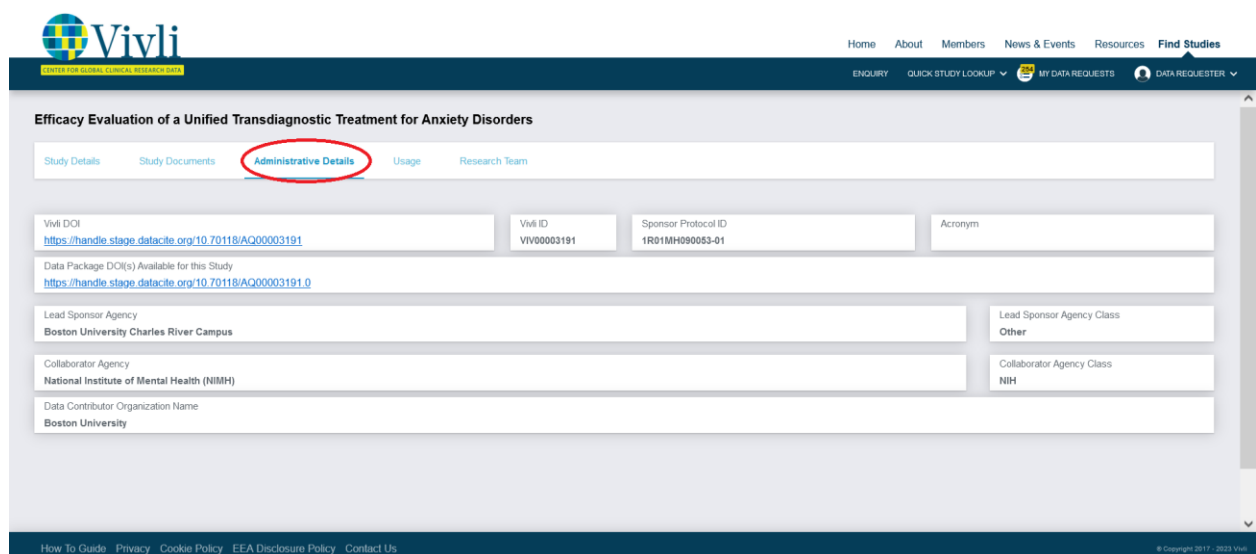 Vivli
CENTER FOR GLOBAL CLINICAL RESEARCH DATA
Home About Members News & Events Resources Find Studies
ENQUIRY QUICK STUDY LOOKUP 254 MY DATA REQUESTS DATA REQUESTER
Efficacy Evaluation of a Unified Transdiagnostic Treatment for Anxiety Disorders
Study Details Study Documents Administrative Details Usage Research Team
Vivli DOI Vivli ID Sponsor Protocol ID Acronym
https://handle.stage.datacite.org/10.70118/AQ00003191 VIV00003191 1R01MH090053-01
Data Package DOI(s) Available for this Study
https://handle.stage.datacite.org/10.70118/AQ00003191.0
Lead Sponsor Agency Lead Sponsor Agency Class
Boston University Charles River Campus Other
Collaborator Agency Collaborator Agency Class
National Institute of Mental Health (NIMH) NIH
Data Contributor Organization Name
Boston University
How To Guide Privacy Cookie Policy EEA Disclosure Policy Contact Us © Copyright 2017 - 2023 Vivli